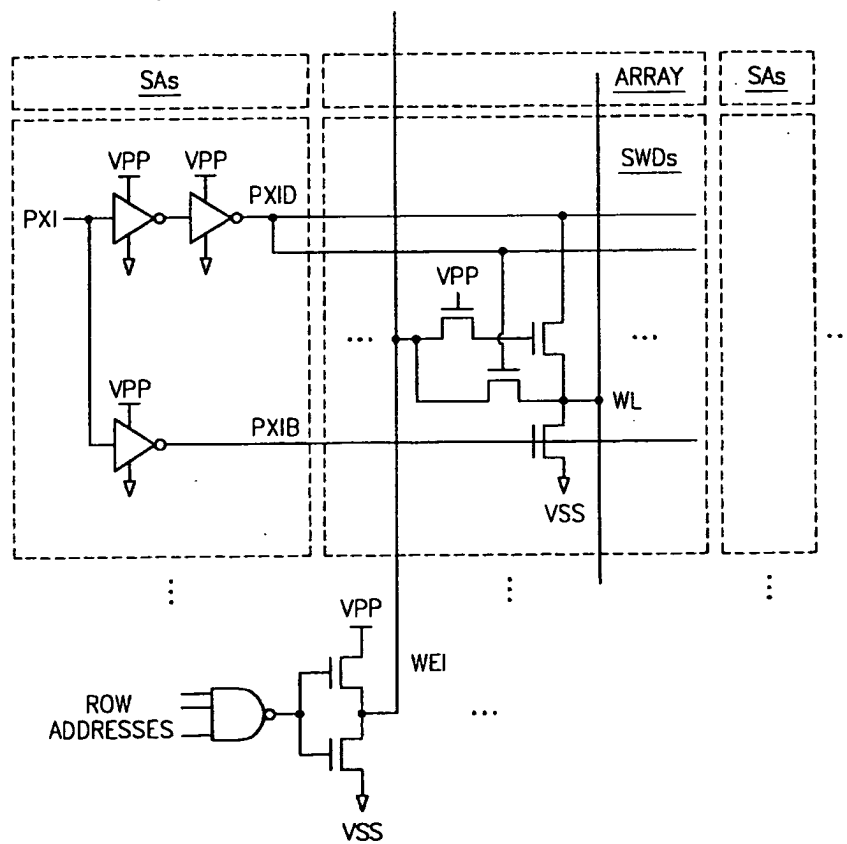 SAs
ARRAY
SAs
SWDs
VPP
VPP
PXI
PXID
VPP
...
...
..
VPP
WL
PXIB
VSS
...
...
...
VPP
WEI
ROW
ADDRESSES
...
VSS